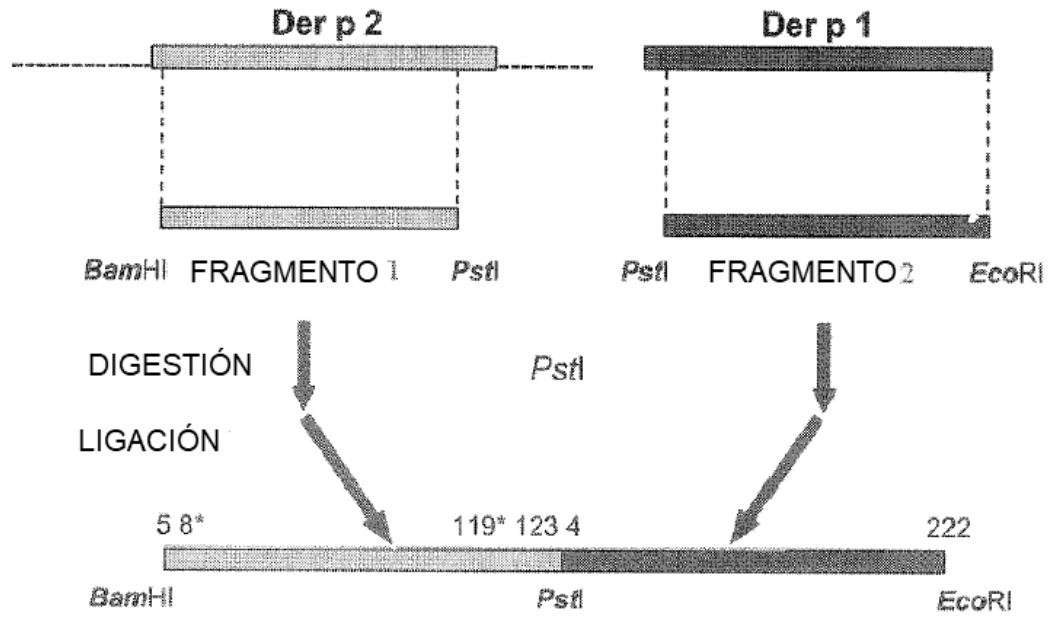 Der p 2 Der p 1
BamHI FRAGMENTO 1 PstI PstI FRAGMENTO 2 EcoRI
DIGESTIÓN PstI
LIGACIÓN
5 8* 119* 123 4 222
BamHI PstI EcoRI